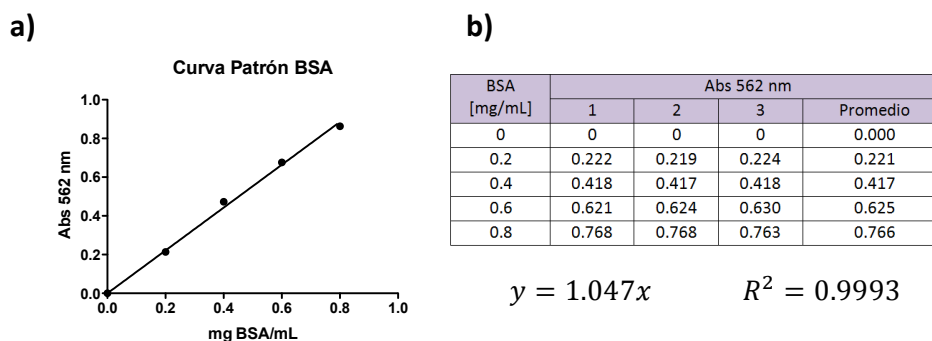 a)
Curva Patrón BSA
Abs 562 nm
1.0
0.8
0.6
0.4
0.2
0.0
0.0 0.2 0.4 0.6 0.8 1.0
mg BSA/mL
b)
BSA [mg/mL] Abs 562 nm
1 2 3 Promedio
0 0 0 0 0.000
0.2 0.222 0.219 0.224 0.221
0.4 0.418 0.417 0.418 0.417
0.6 0.621 0.624 0.630 0.625
0.8 0.768 0.768 0.763 0.766
y = 1.047x R² = 0.9993